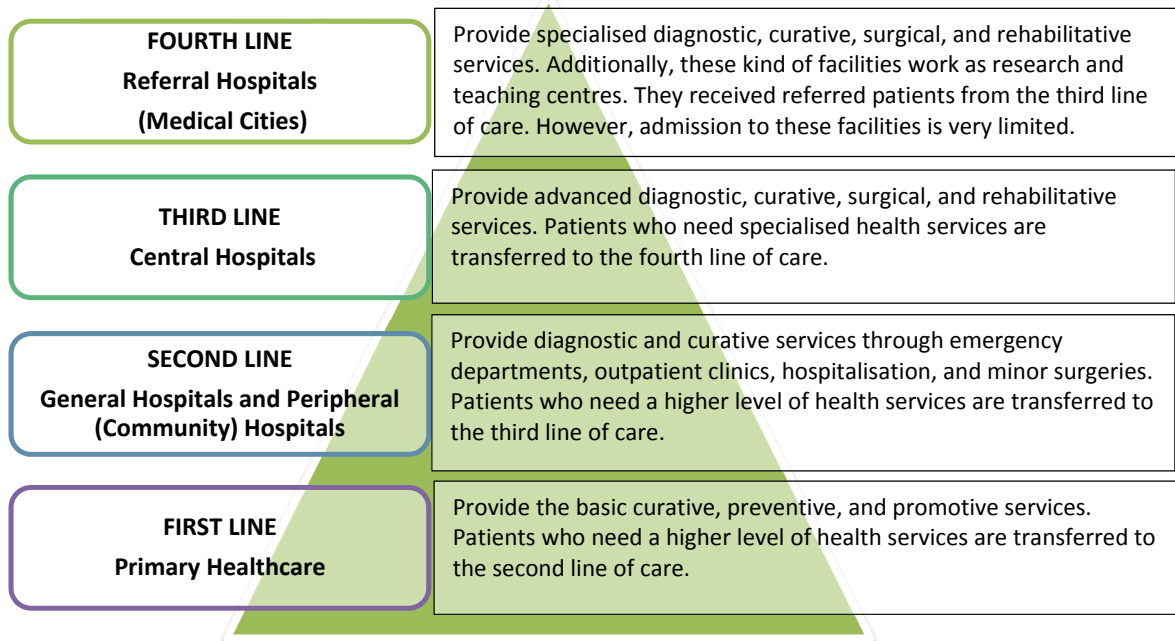 FOURTH LINE
Referral Hospitals
(Medical Cities)
Provide specialised diagnostic, curative, surgical, and rehabilitative
services. Additionally, these kind of facilities work as research and
teaching centres. They received referred patients from the third line
of care. However, admission to these facilities is very limited.
THIRD LINE
Central Hospitals
Provide advanced diagnostic, curative, surgical, and rehabilitative
services. Patients who need specialised health services are
transferred to the fourth line of care.
SECOND LINE
General Hospitals and Peripheral
(Community) Hospitals
Provide diagnostic and curative services through emergency
departments, outpatient clinics, hospitalisation, and minor surgeries.
Patients who need a higher level of health services are transferred to
the third line of care.
FIRST LINE
Primary Healthcare
Provide the basic curative, preventive, and promotive services.
Patients who need a higher level of health services are transferred to
the second line of care.